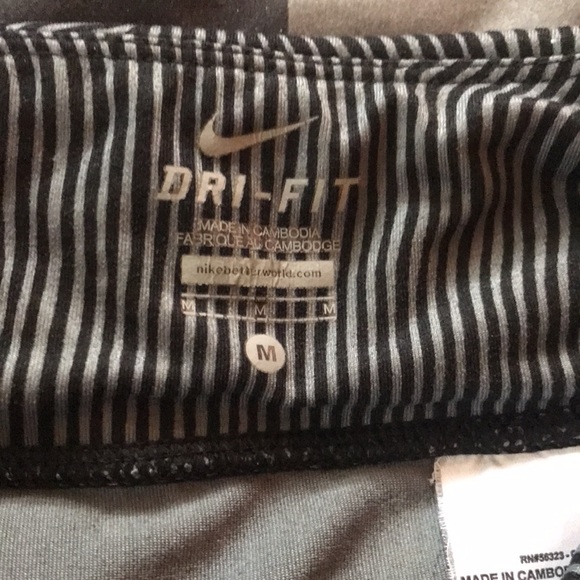 DRI-FIT
MADE IN CAMBODIA
FABRIQUE AU CAMBODGE
nikebetterworld.com
M M M
M
RN#56323-
MADE IN CAMBO